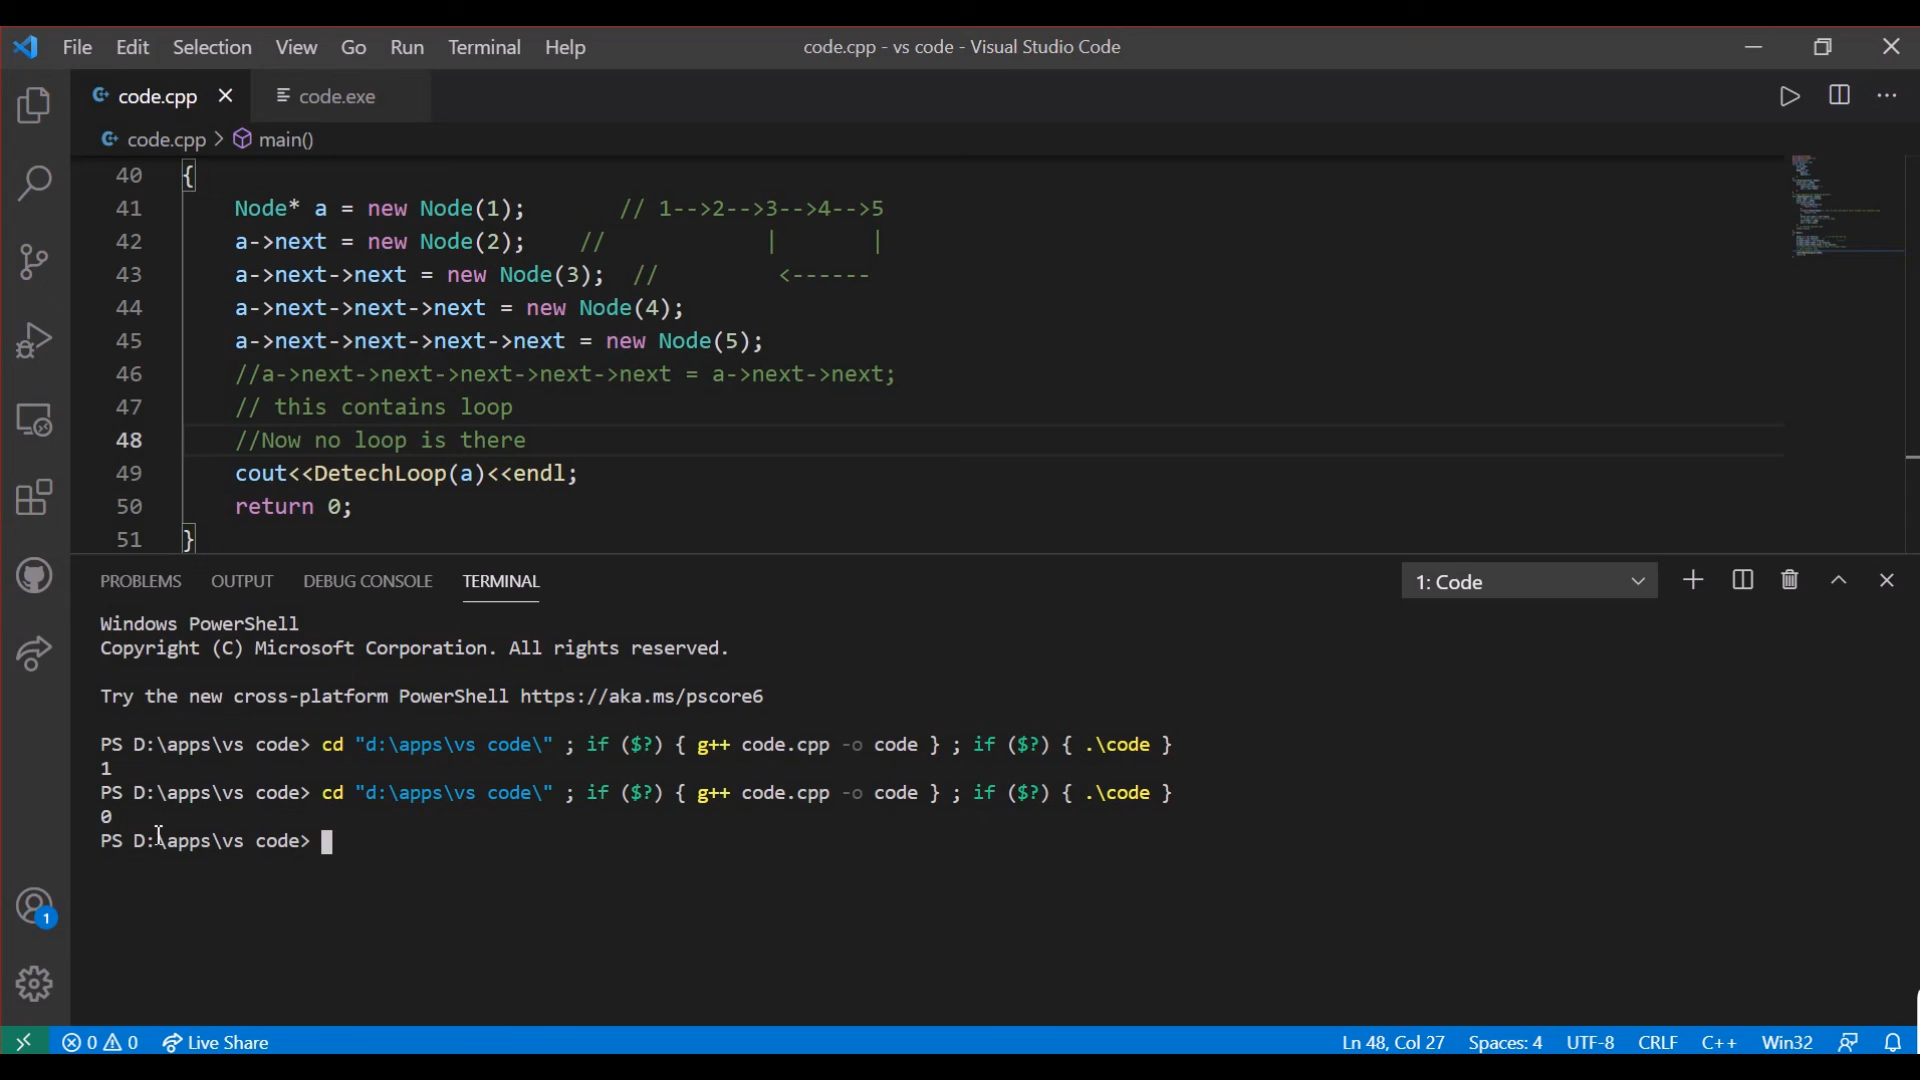 File Edit Selection View Go Run Terminal Help code.cpp - vs code - Visual Studio Code
code.cpp code.exe
code.cpp > main()
40 {
41 Node* a = new Node(1); // 1-->2-->3-->4-->5
42 a->next = new Node(2); // | |
43 a->next->next = new Node(3); // <------
44 a->next->next->next = new Node(4);
45 a->next->next->next->next = new Node(5);
46 //a->next->next->next->next->next = a->next->next;
47 // this contains loop
48 //Now no loop is there
49 cout<<DetechLoop(a)<<endl;
50 return 0;
51 }
PROBLEMS OUTPUT DEBUG CONSOLE TERMINAL 1: Code
Windows PowerShell
Copyright (C) Microsoft Corporation. All rights reserved.
Try the new cross-platform PowerShell https://aka.ms/pscore6
PS D:\apps\vs code> cd "d:\apps\vs code\" ; if ($?) { g++ code.cpp -o code } ; if ($?) { .\code }
1
PS D:\apps\vs code> cd "d:\apps\vs code\" ; if ($?) { g++ code.cpp -o code } ; if ($?) { .\code }
0
PS D:\apps\vs code>
1
0 0 Live Share Ln 48, Col 27 Spaces: 4 UTF-8 CRLF C++ Win32